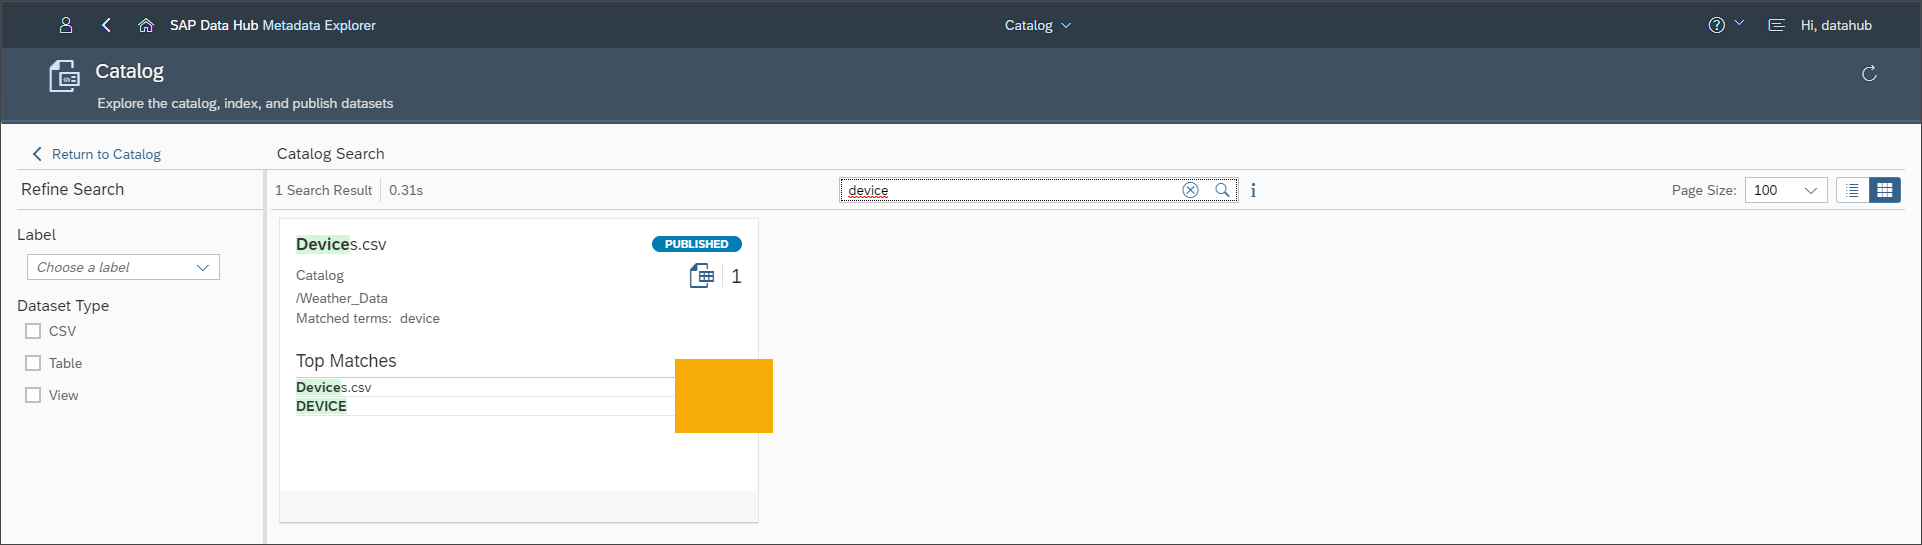 SAP Data Hub Metadata Explorer
Catalog
Hi, datahub
Catalog
Explore the catalog, index, and publish datasets
Return to Catalog
Catalog Search
Refine Search
1 Search Result
0.31s
device
Page Size:
100
Label
Choose a label
Dataset Type
CSV
Table
View
Devices.csv
PUBLISHED
Catalog
1
/Weather_Data
Matched terms: device
Top Matches
Devices.csv
DEVICE